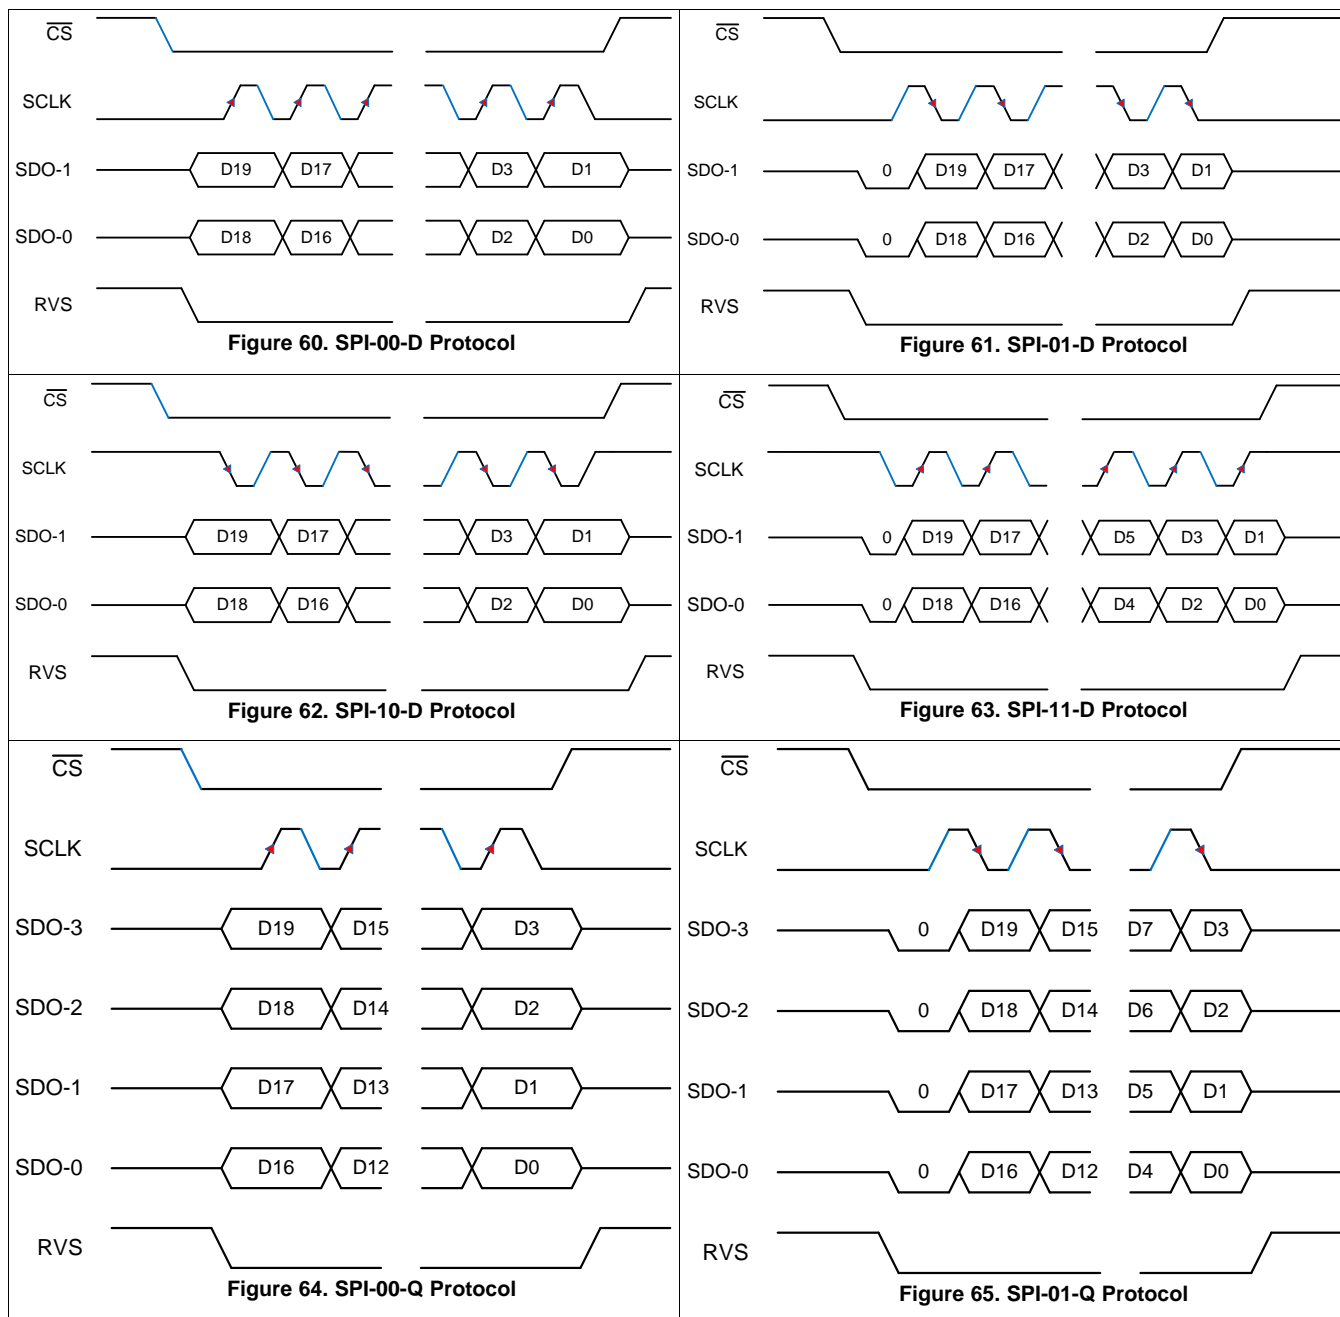 CS
SCLK
SDO-1 D19 D17 D3 D1
SDO-0 D18 D16 D2 D0
RVS
Figure 60. SPI-00-D Protocol
CS
SCLK
SDO-1 0 D19 D17 D3 D1
SDO-0 0 D18 D16 D2 D0
RVS
Figure 61. SPI-01-D Protocol
CS
SCLK
SDO-1 D19 D17 D3 D1
SDO-0 D18 D16 D2 D0
RVS
Figure 62. SPI-10-D Protocol
CS
SCLK
SDO-1 0 D19 D17 D5 D3 D1
SDO-0 0 D18 D16 D4 D2 D0
RVS
Figure 63. SPI-11-D Protocol
CS
SCLK
SDO-3 D19 D15 D3
SDO-2 D18 D14 D2
SDO-1 D17 D13 D1
SDO-0 D16 D12 D0
RVS
Figure 64. SPI-00-Q Protocol
CS
SCLK
SDO-3 0 D19 D15 D7 D3
SDO-2 0 D18 D14 D6 D2
SDO-1 0 D17 D13 D5 D1
SDO-0 0 D16 D12 D4 D0
RVS
Figure 65. SPI-01-Q Protocol